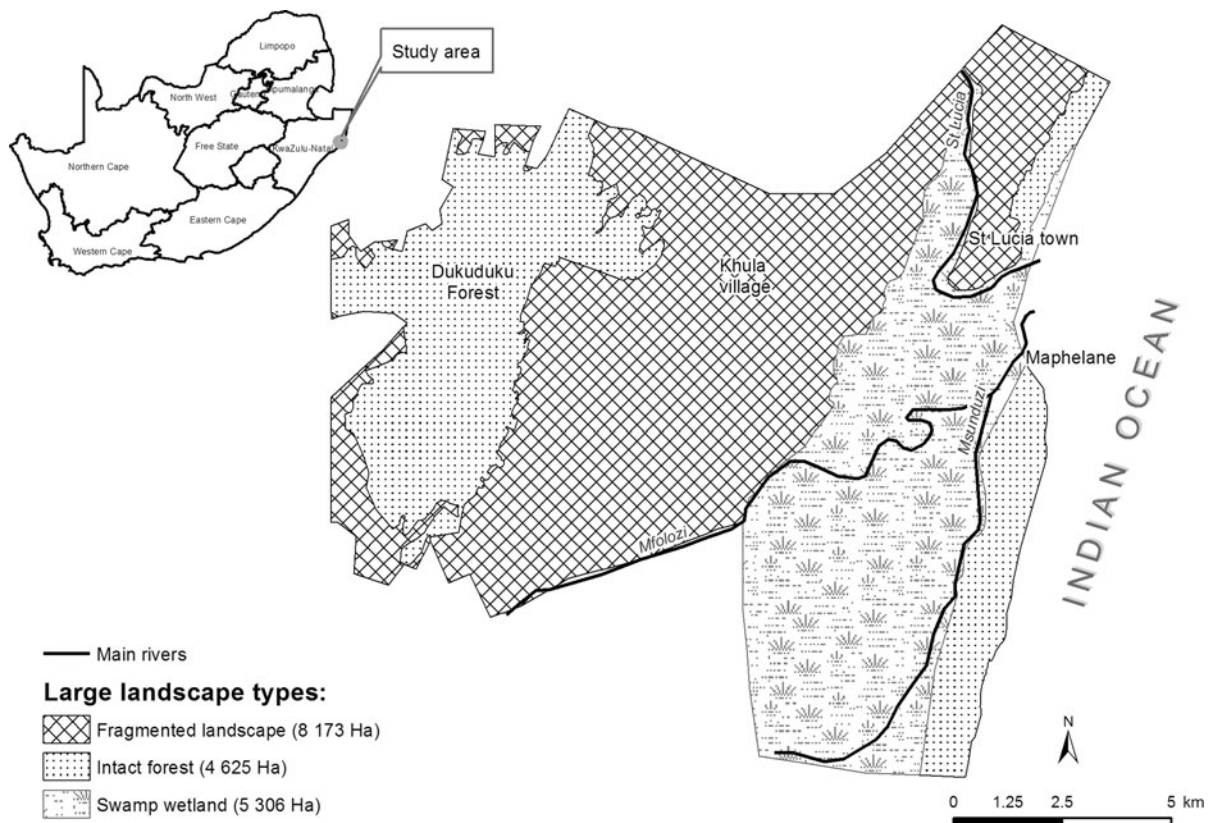 Limpopo
Study area
North West
Gauteng
Mpumalanga
Free State
KwaZulu-Natal
Northern Cape
Eastern Cape
Western Cape
St Lucia
St Lucia town
Dukuduku
Forest
Khula
village
Maphelane
Msunduzi
Mfolozi
INDIAN OCEAN
Main rivers
Large landscape types:
Fragmented landscape (8 173 Ha)
Intact forest (4 625 Ha)
Swamp wetland (5 306 Ha)
N
0 1.25 2.5 5 km